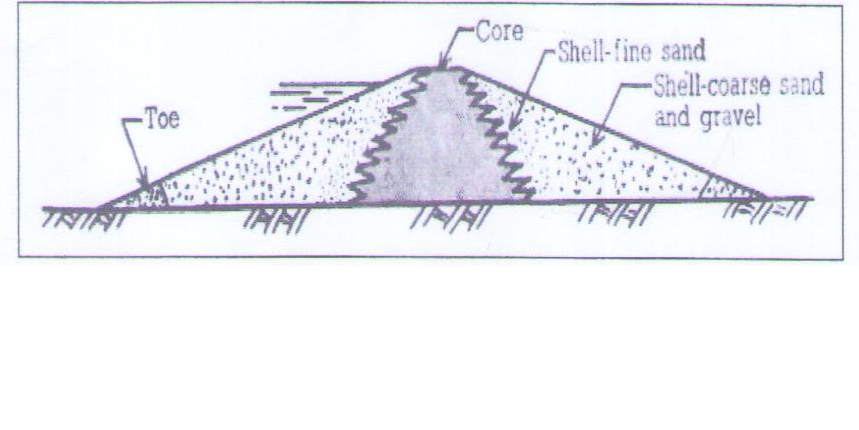 Core
Shell-fine sand
Shell-coarse sand
and gravel
Toe